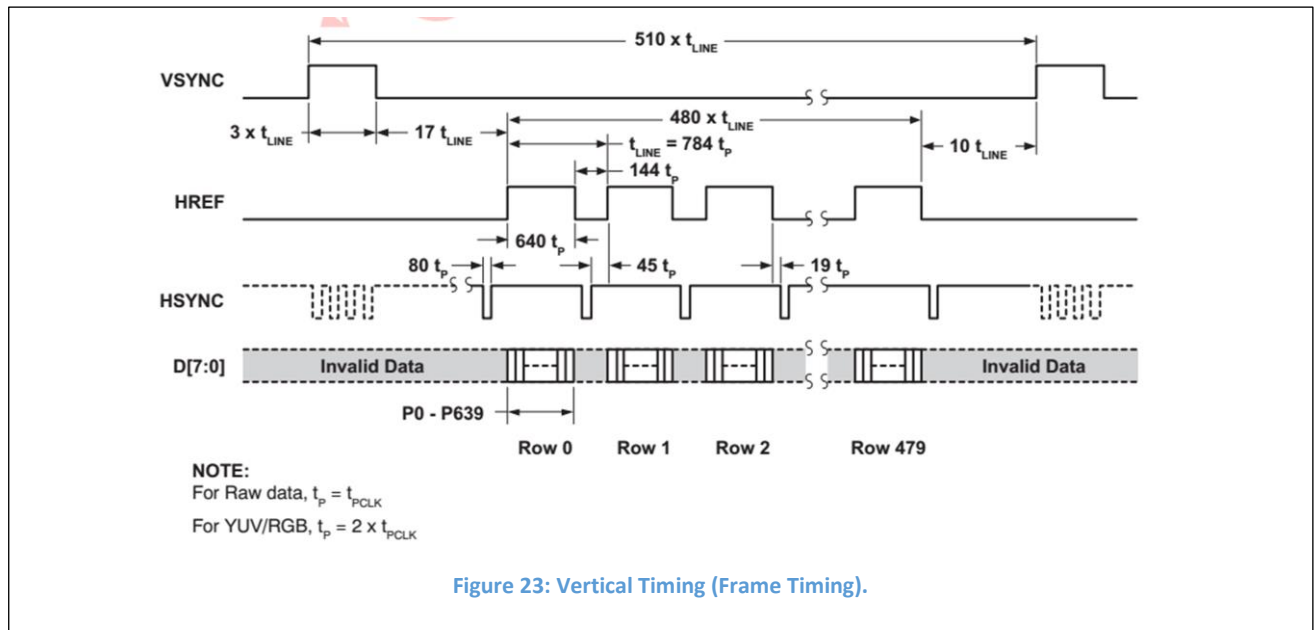 510 x tLINE
VSYNC
480 x tLINE
3 x tLINE
17 tLINE
tLINE = 784 tP
10 tLINE
144 tP
HREF
640 tP
80 tP
45 tP
19 tP
HSYNC
D[7:0]
Invalid Data
Invalid Data
P0 - P639
Row 0
Row 1
Row 2
Row 479
NOTE:
For Raw data, tP = tPCLK
For YUV/RGB, tP = 2 x tPCLK
Figure 23: Vertical Timing (Frame Timing).